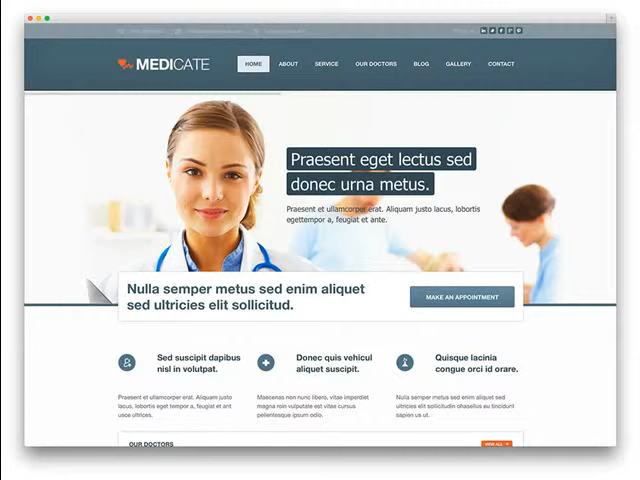 MEDICATE
HOME ABOUT SERVICE OUR DOCTORS BLOG GALLERY CONTACT
Praesent eget lectus sed
donec urna metus.
Praesent et ullamcorper erat. Aliquam justo lacus, lobortis
egettempor a, feugiat et ante.
Nulla semper metus sed enim aliquet
sed ultricies elit sollicitud.
MAKE AN APPOINTMENT
Sed suscipit dapibus
nisl in volutpat.
Praesent et ullamcorper erat. Aliquam justo
lacus, lobortis eget tempor a, feugiat et ant
usce ultrices.
Donec quis vehicul
aliquet suscipit.
Maecenas non nunc libero, vitae imperdiet
magna roin vulputate est vitae cursus
pellentesque ipsum odio.
Quisque lacinia
congue orci id orare.
Nulla semper metus sed enim aliquet sed
ultricies elit sollicitudin ohasellus eu tincidunt
sapien us ut.
OUR DOCTORS
VIEW ALL